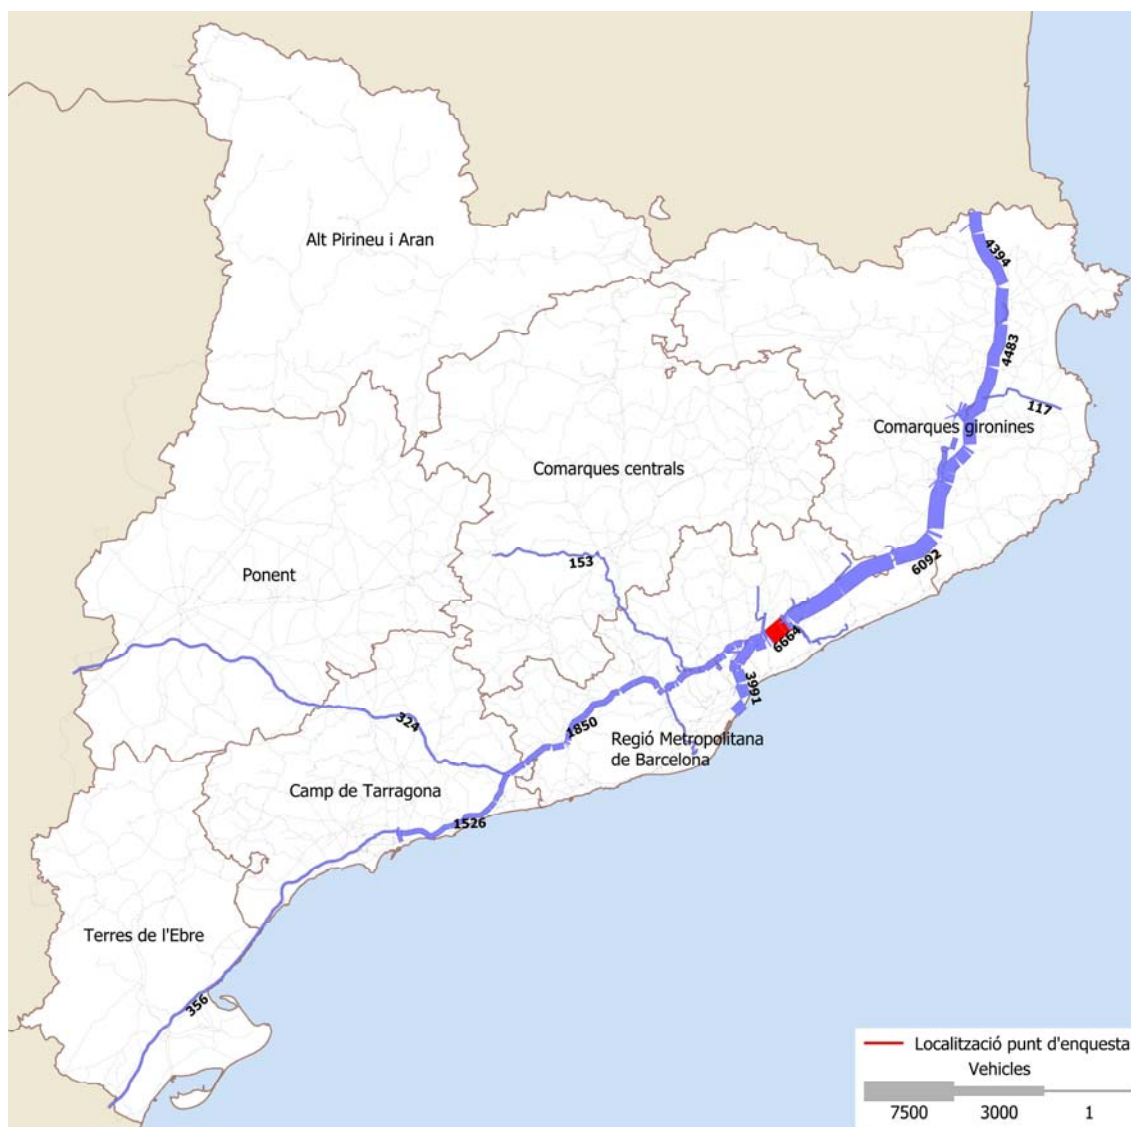 Alt Pirineu i Aran
4394
4483
117
Comarques gironines
Comarques centrals
153
6092
Ponent
6664
3991
324
1850
Regió Metropolitana
de Barcelona
Camp de Tarragona
1526
Terres de l'Ebre
356
Localització punt d'enquesta
Vehicles
7500 3000 1